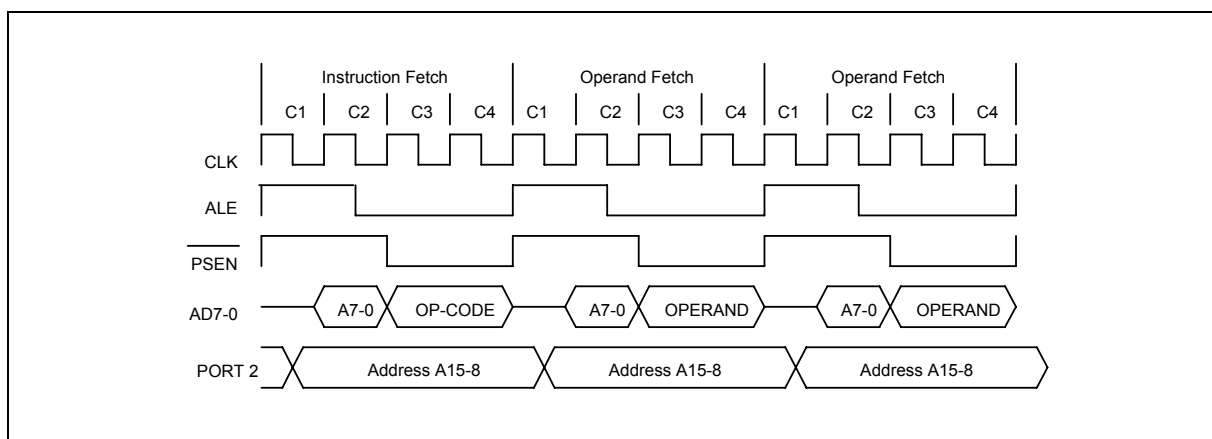 Instruction Fetch Operand Fetch Operand Fetch
C1 C2 C3 C4 C1 C2 C3 C4 C1 C2 C3 C4
CLK
ALE
PSEN
AD7-0 A7-0 OP-CODE A7-0 OPERAND A7-0 OPERAND
PORT 2 Address A15-8 Address A15-8 Address A15-8